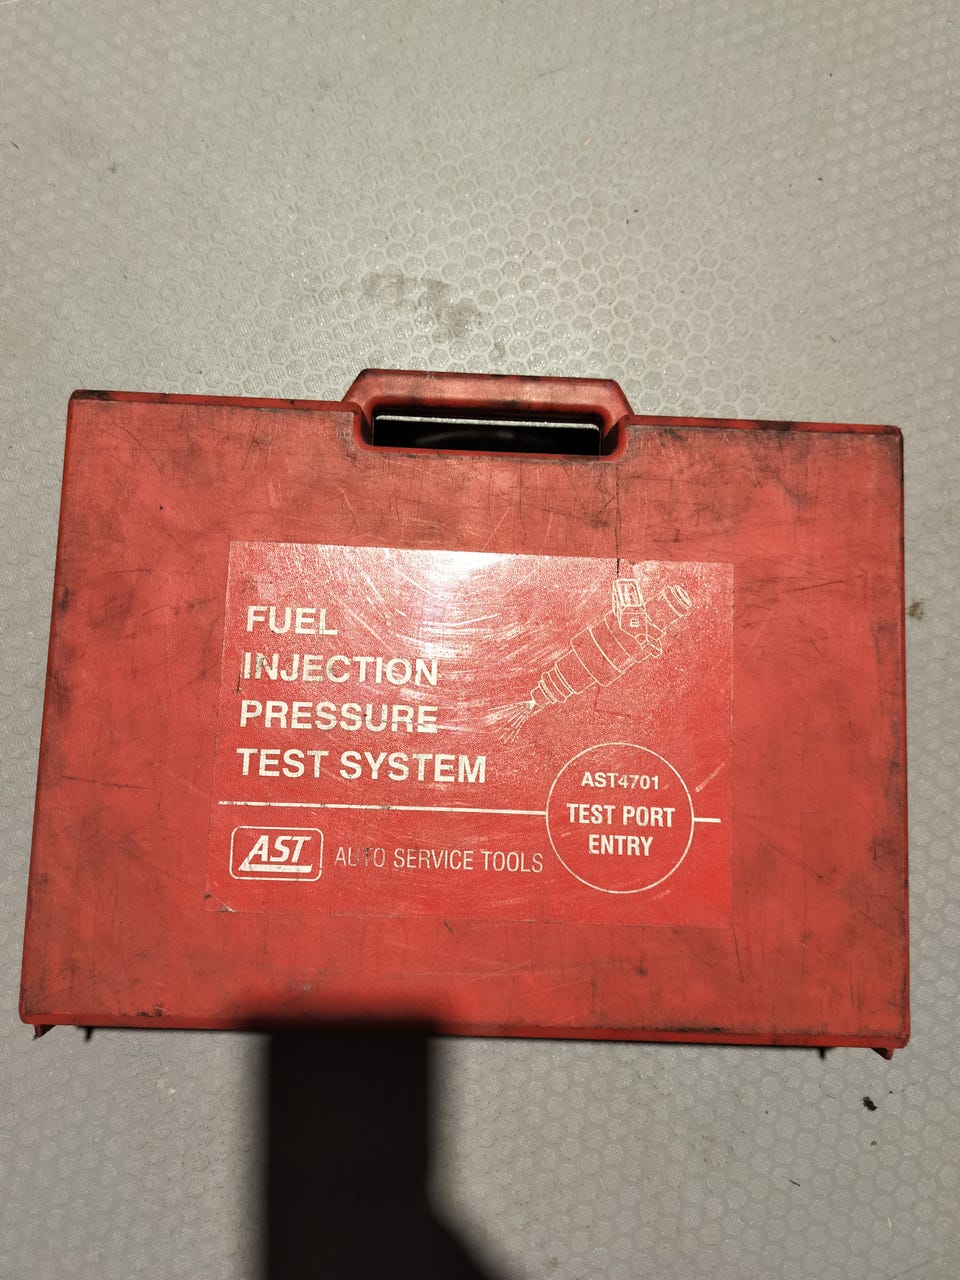 FUEL
INJECTION
PRESSURE
TEST SYSTEM
AST4701
TEST PORT
ENTRY
AST AUTO SERVICE TOOLS